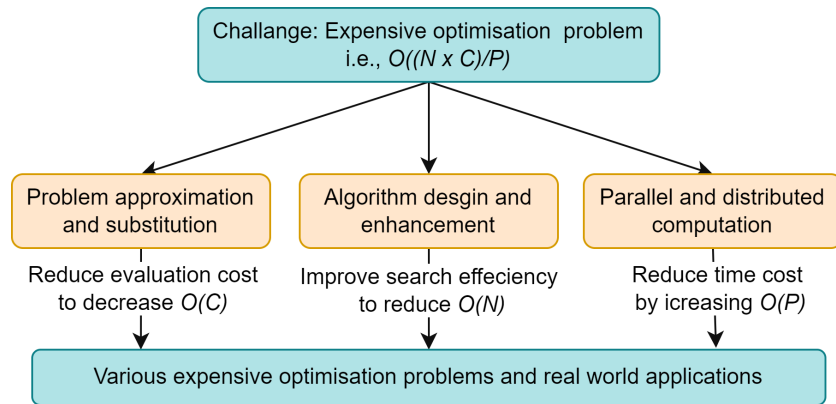 Challange: Expensive optimisation problem
i.e., O((N x C)/P)
Problem approximation
and substitution
Algorithm desgin and
enhancement
Parallel and distributed
computation
Reduce evaluation cost
to decrease O(C)
Improve search effeciency
to reduce O(N)
Reduce time cost
by icreasing O(P)
Various expensive optimisation problems and real world applications